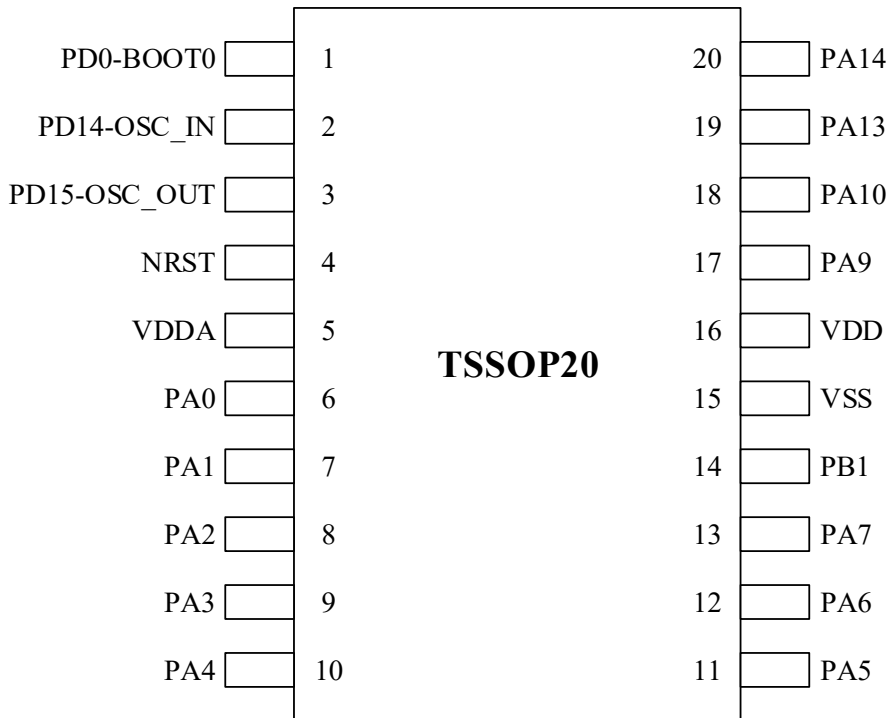 PD0-BOOT0 1 20 PA14
PD14-OSC_IN 2 19 PA13
PD15-OSC_OUT 3 18 PA10
NRST 4 17 PA9
VDDA 5 16 VDD
TSSOP20
PA0 6 15 VSS
PA1 7 14 PB1
PA2 8 13 PA7
PA3 9 12 PA6
PA4 10 11 PA5